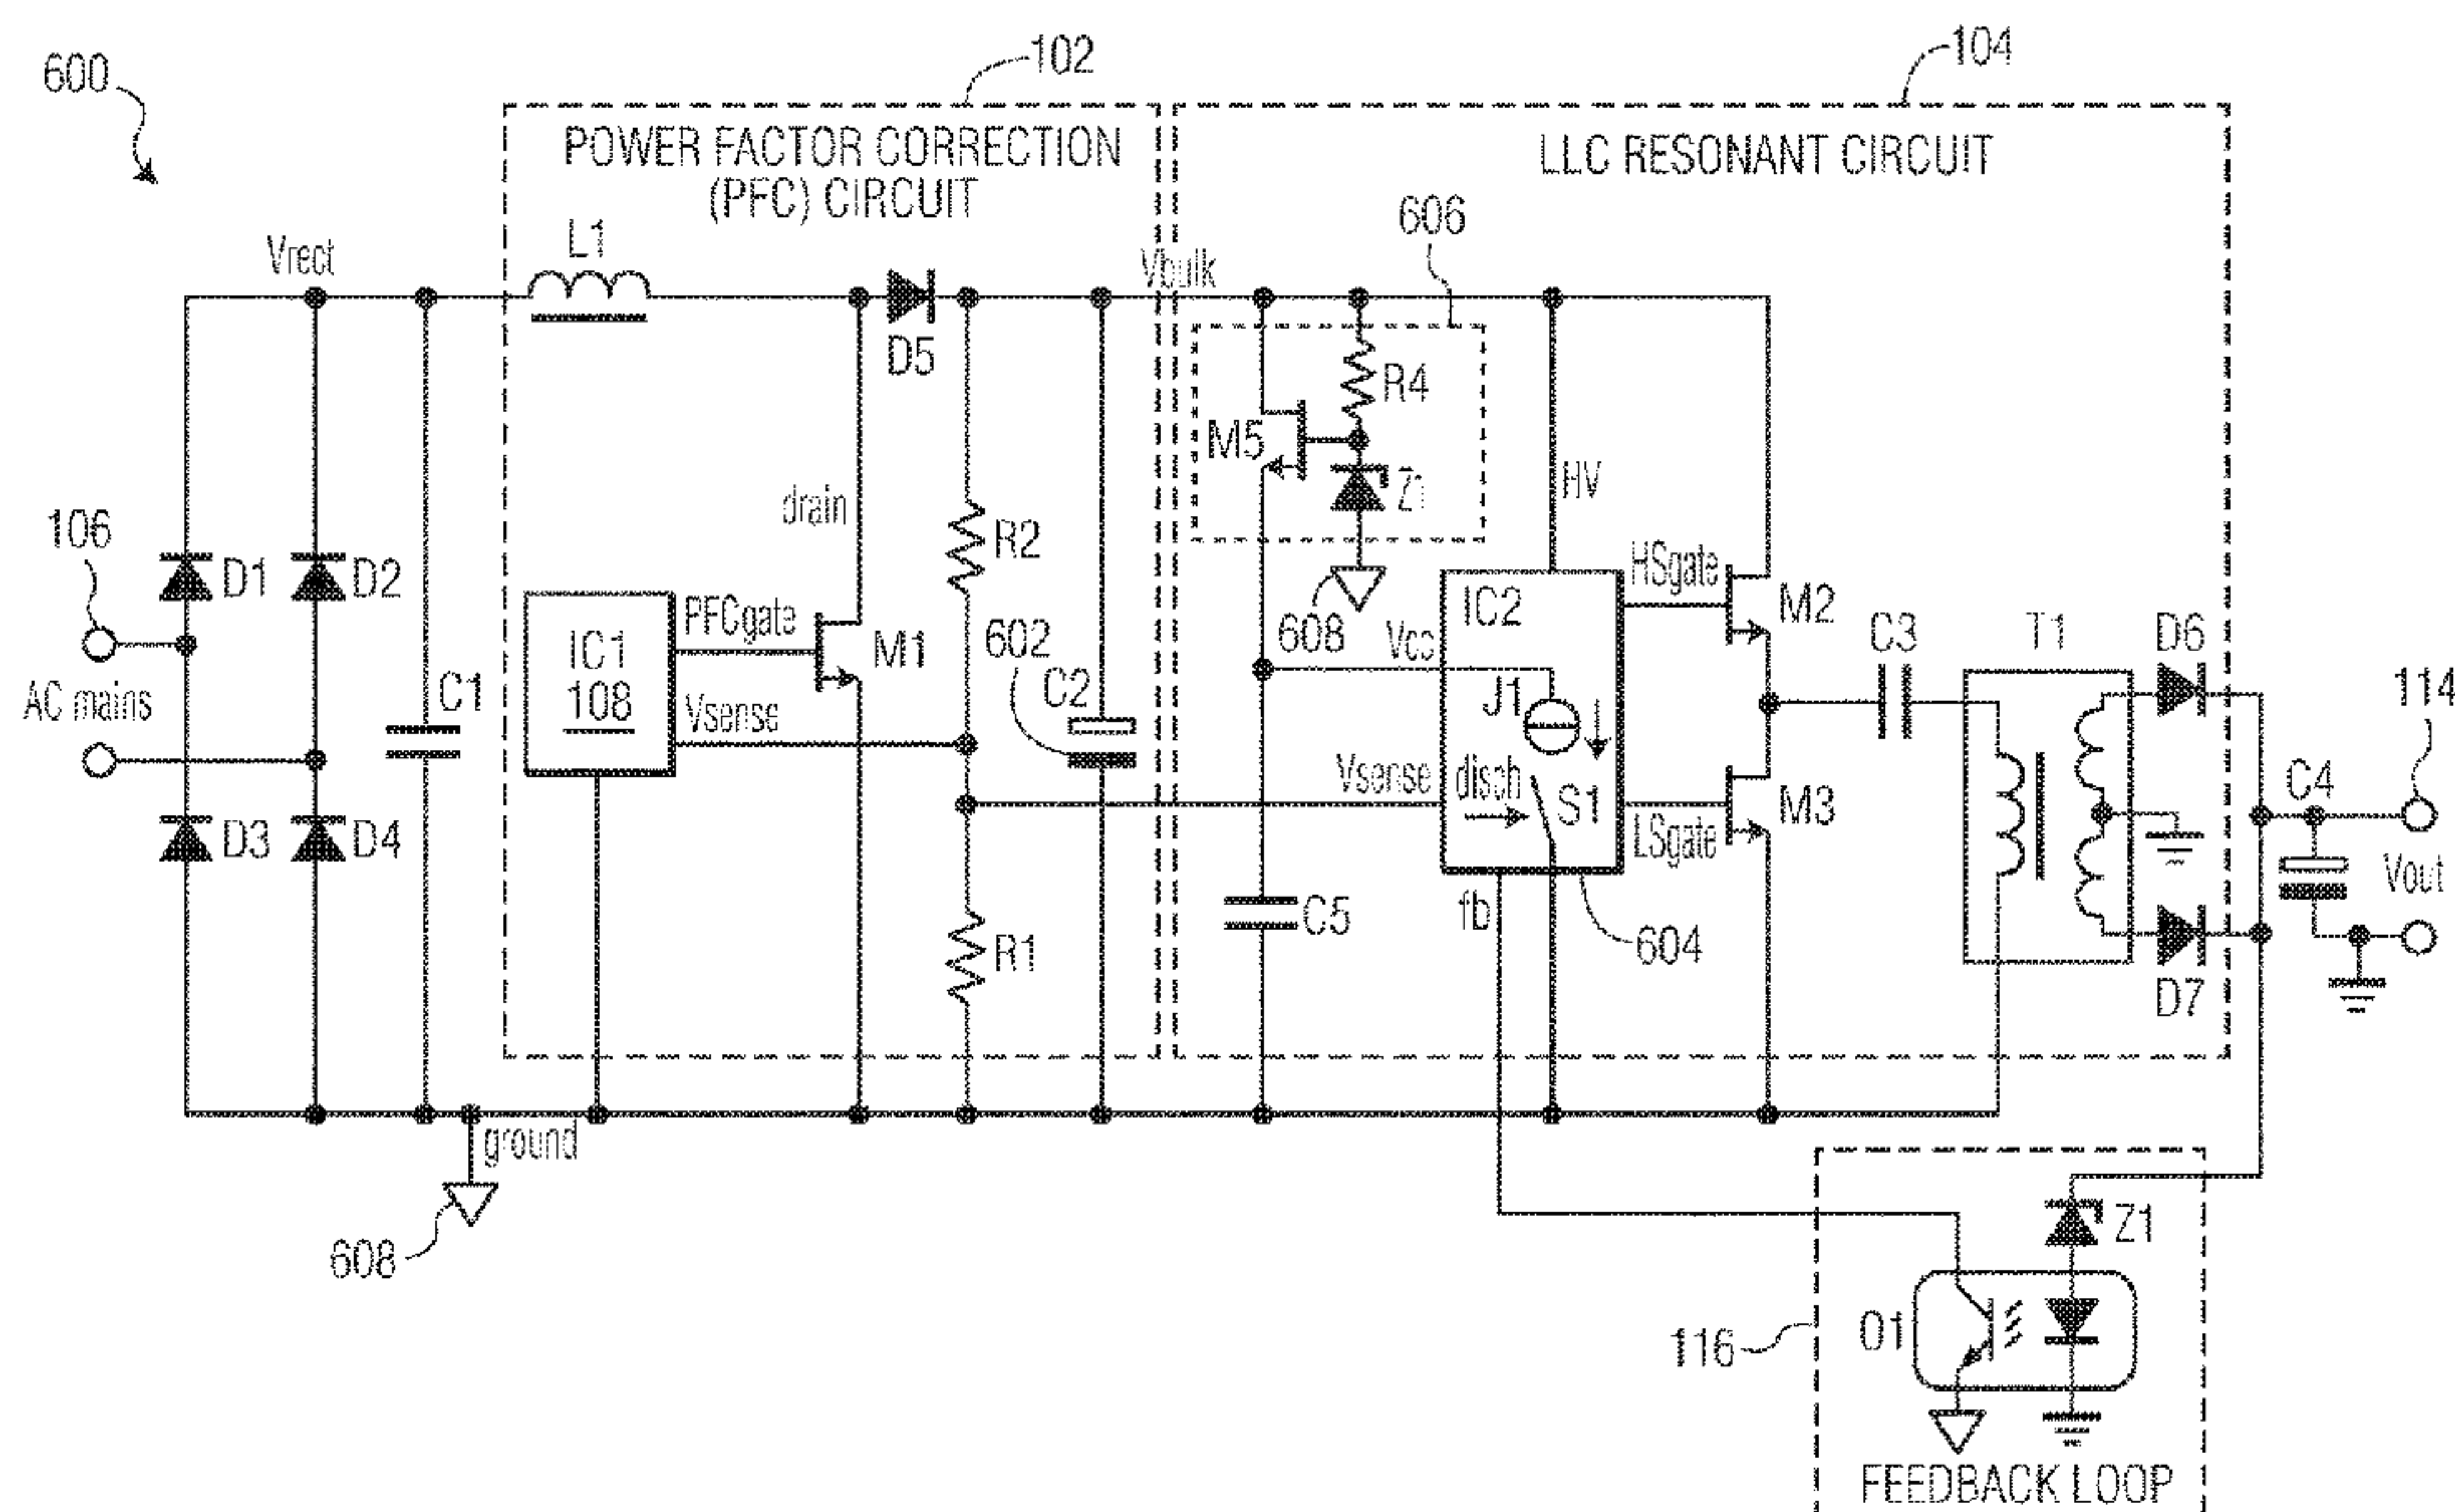 600
102
104
POWER FACTOR CORRECTION
(PFC) CIRCUIT
LLC RESONANT CIRCUIT
606
Vrect
L1
Vbulk
D5
R4
M5
Z1
HV
drain
106
R2
D1
D2
HSgate
IC2
M2
608
PFCgate
602
Vcc
C3
T1
D6
IC1
108
M1
C2
J1
114
AC mains
C1
Vsense
Vsense
disch
S1
M3
C4
D3
D4
LSgate
Vout
fb
C5
604
R1
D7
ground
608
Z1
O1
116
FEEDBACK LOOP